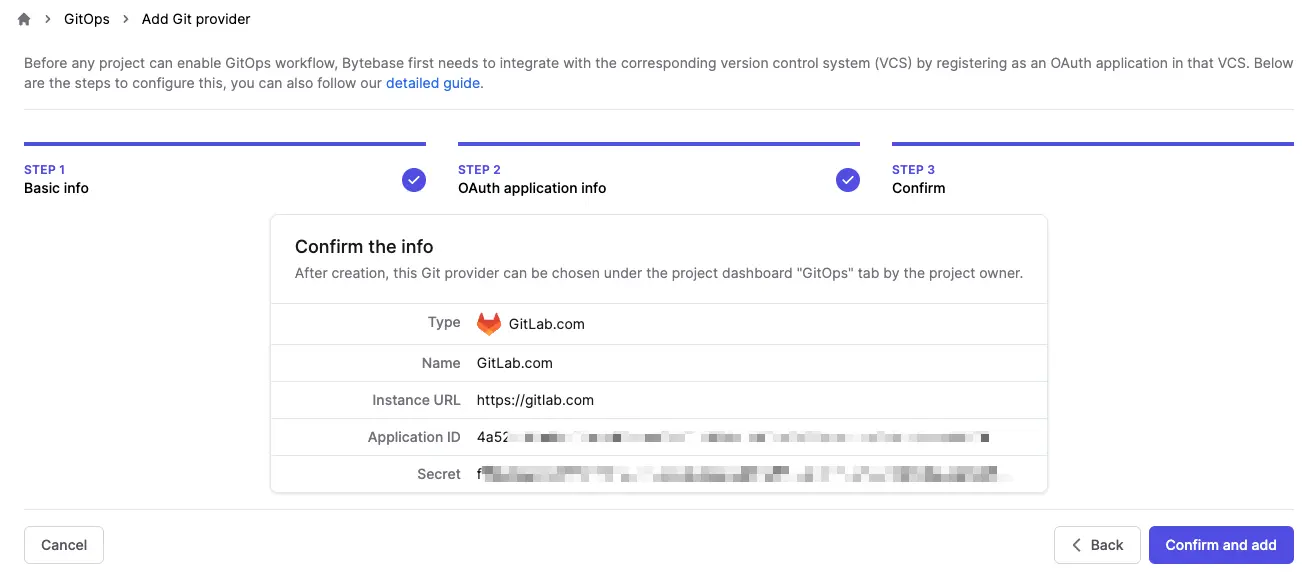 GitOps > Add Git provider
Before any project can enable GitOps workflow, Bytebase first needs to integrate with the corresponding version control system (VCS) by registering as an OAuth application in that VCS. Below
are the steps to configure this, you can also follow our detailed guide.
STEP 1
Basic info
STEP 2
OAuth application info
STEP 3
Confirm
Confirm the info
After creation, this Git provider can be chosen under the project dashboard "GitOps" tab by the project owner.
Type GitLab.com
Name GitLab.com
Instance URL https://gitlab.com
Application ID
Secret
Cancel
Back
Confirm and add